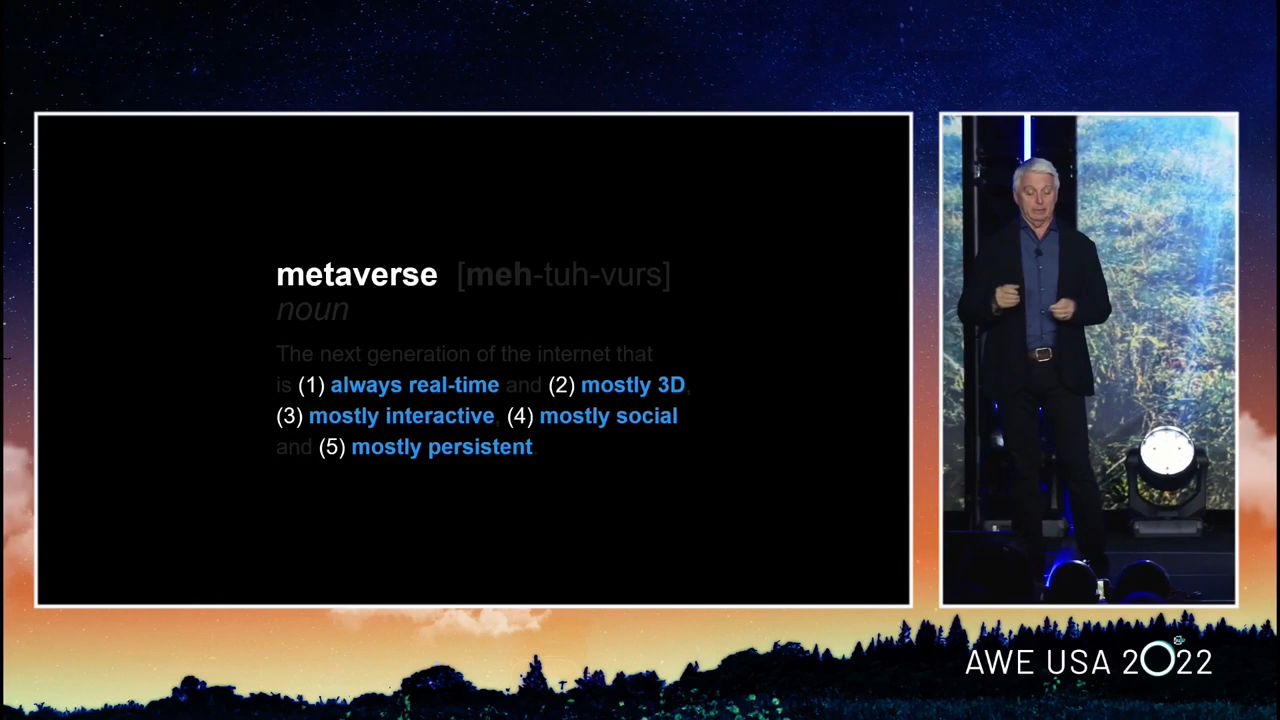 metaverse [meh-tuh-vurs]
noun
The next generation of the internet that
is (1) always real-time and (2) mostly 3D,
(3) mostly interactive, (4) mostly social
and (5) mostly persistent.
AWE USA 2022